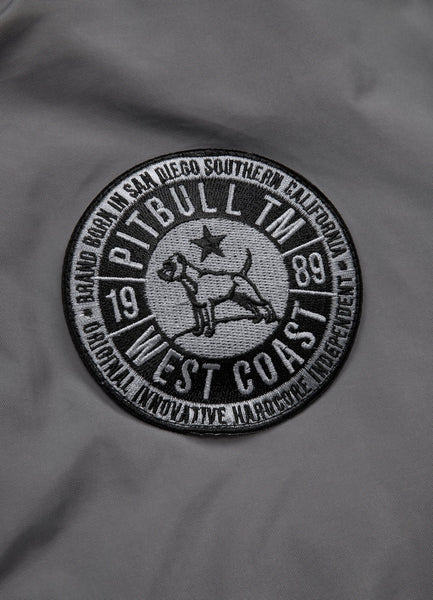 BRAND BORN IN SAN DIEGO SOUTHERN CALIFORNIA
PITBULL TM
19 89
WEST COAST
ORIGINAL INNOVATIVE HARDCORE INDEPENDENT